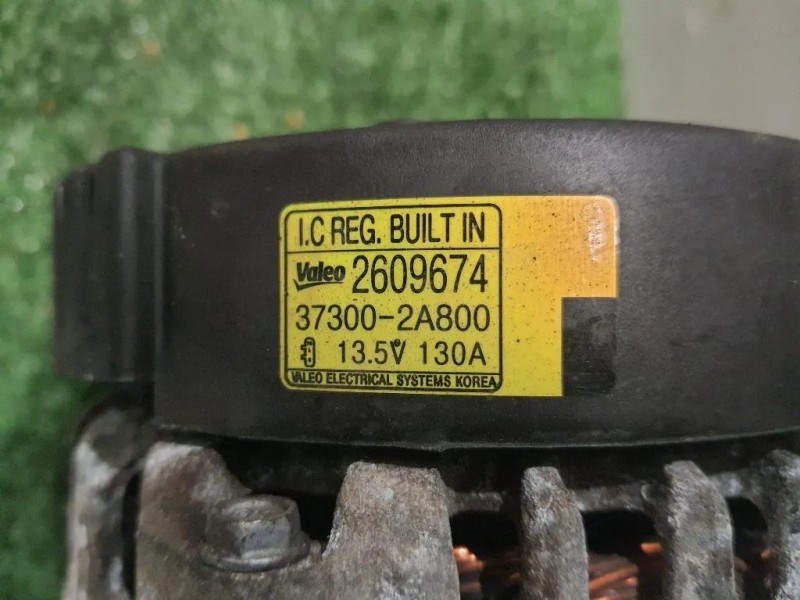 I.C REG. BUILT IN
Valeo 2609674
37300-2A800
13.5V 130A
VALEO ELECTRICAL SYSTEMS KOREA